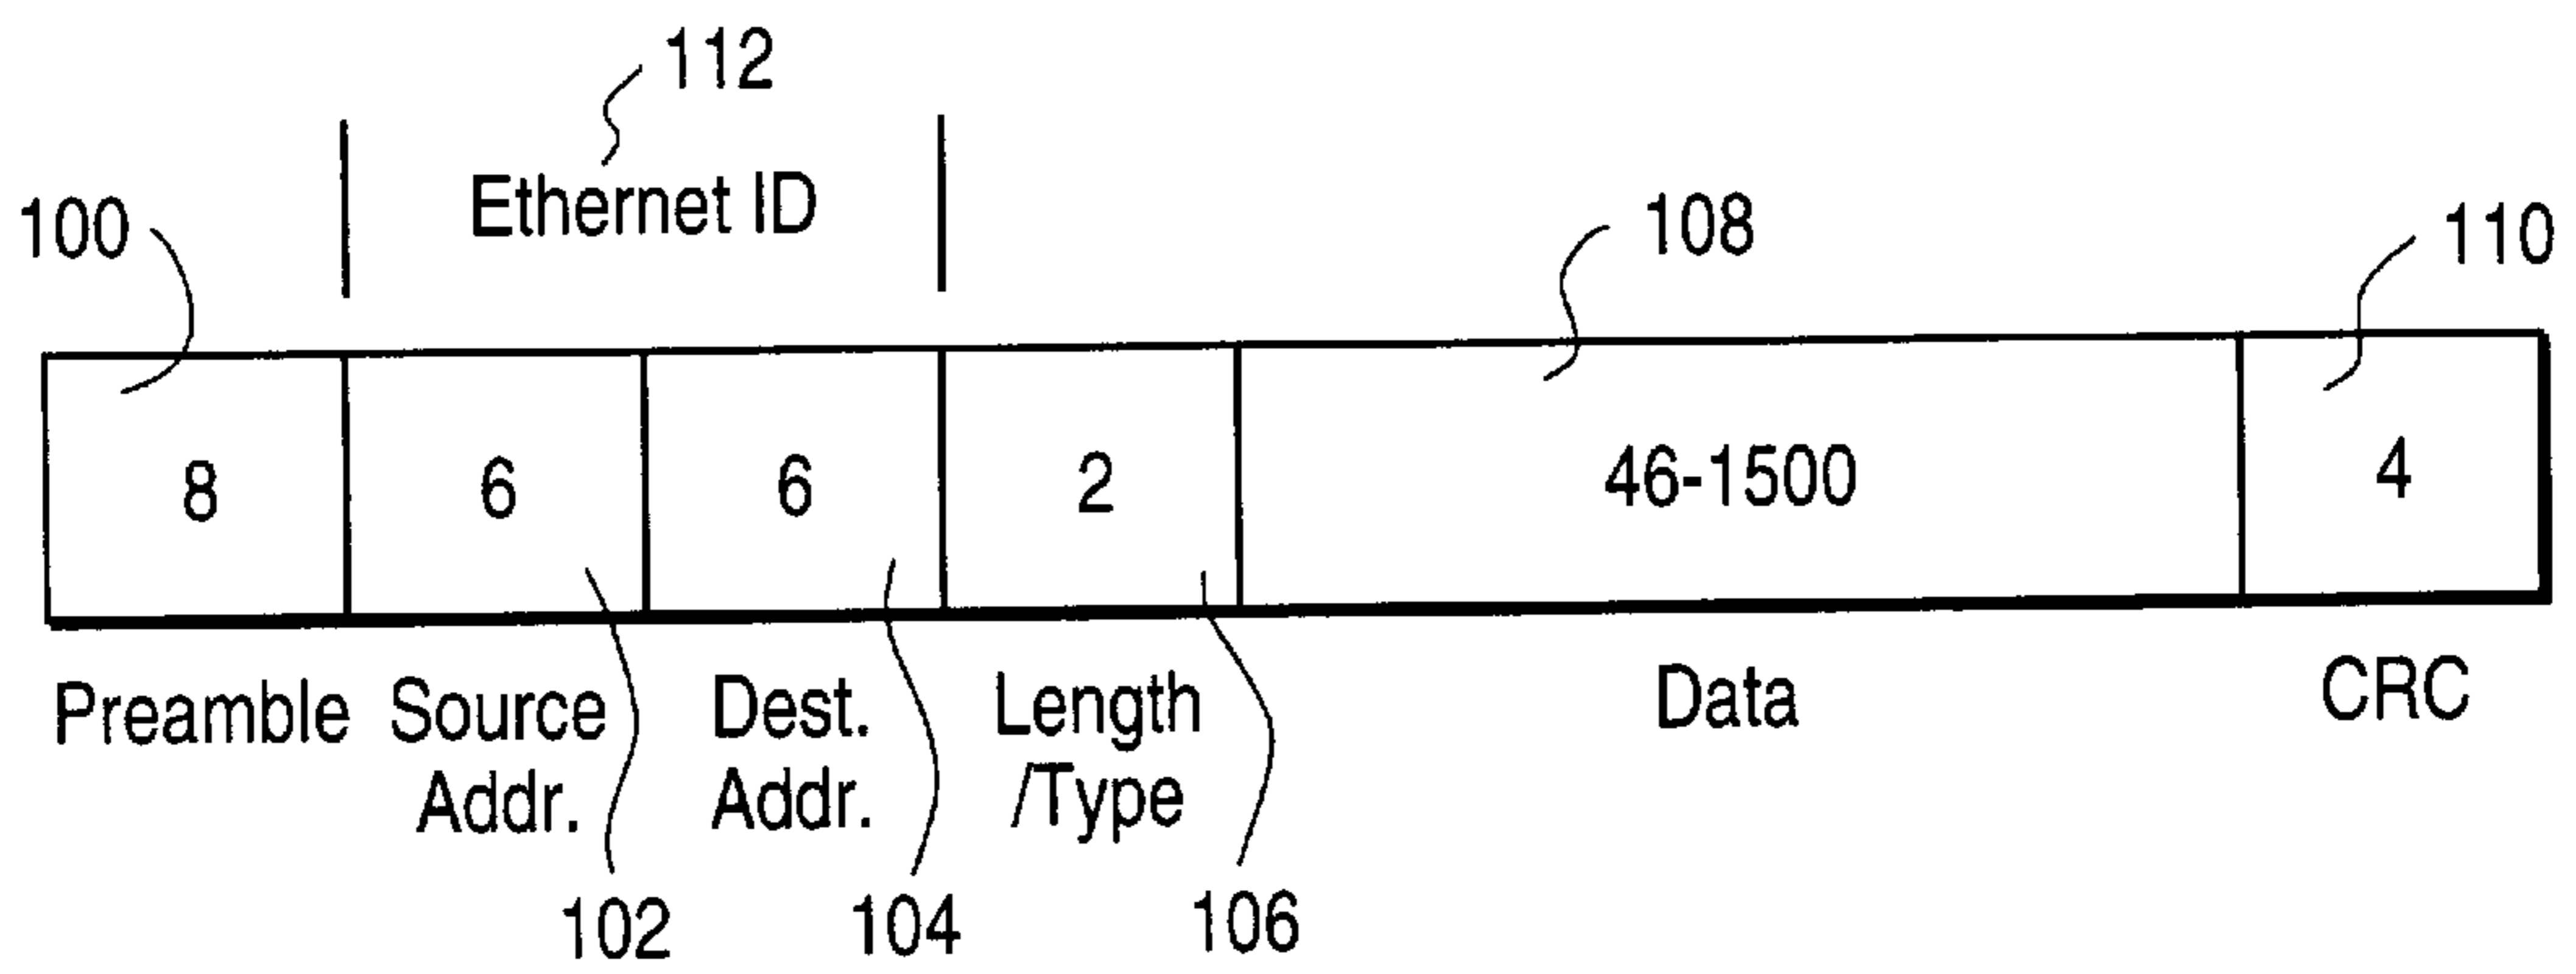 112
Ethernet ID
100
108
110
8
6
6
2
46-1500
4
Preamble
Source
Addr.
Dest.
Addr.
Length
/Type
Data
CRC
102
104
106